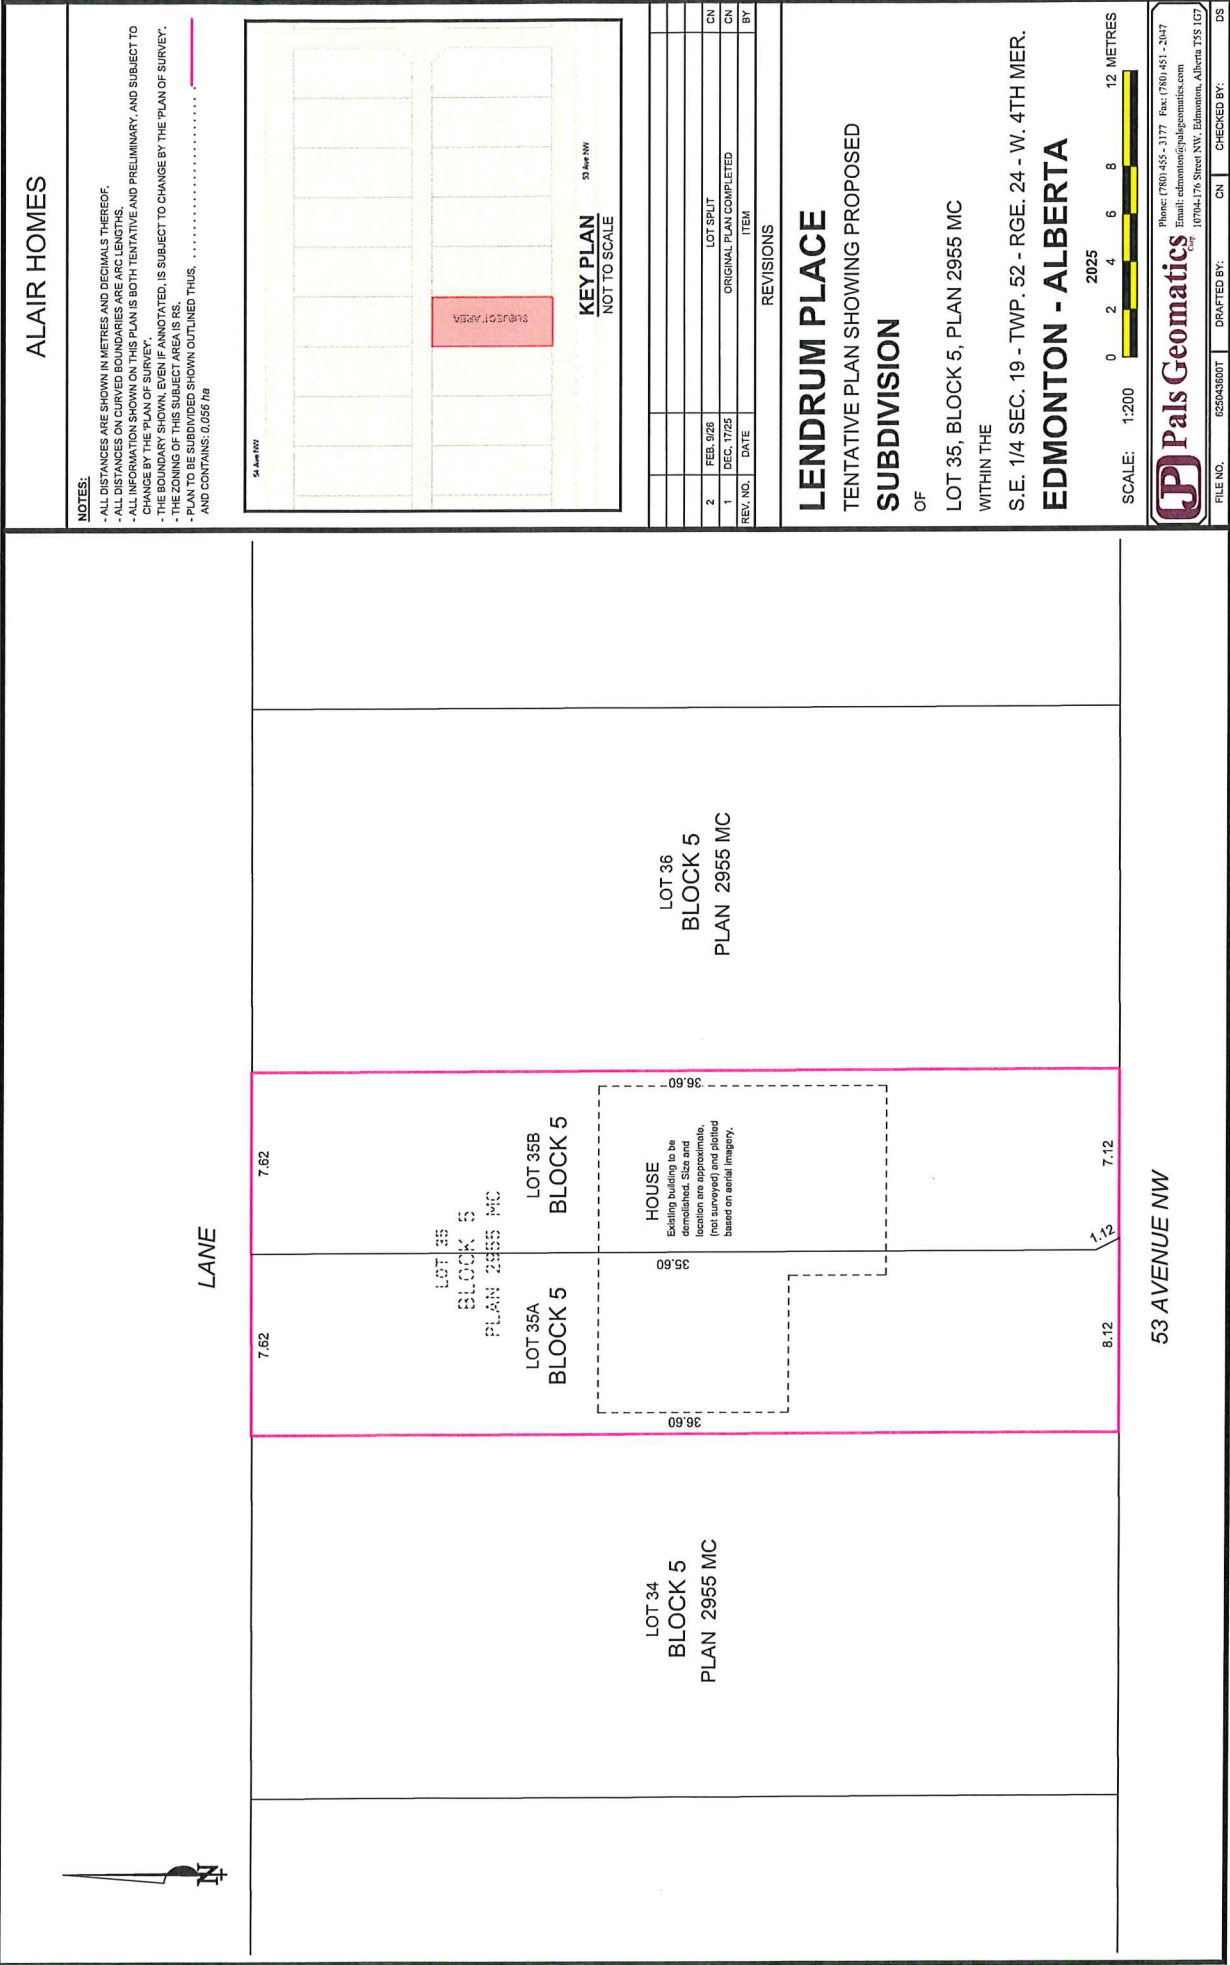 ALAIR HOMES
NOTES:
- ALL DISTANCES ARE SHOWN IN METRES AND DECIMALS THEREOF.
- ALL DISTANCES ON CURVED BOUNDARIES ARE ARC LENGTHS.
- ALL INFORMATION SHOWN ON THIS PLAN IS BOTH TENTATIVE AND PRELIMINARY, AND SUBJECT TO
CHANGE BY THE 'PLAN OF SURVEY'.
- THE BOUNDARY SHOWN, EVEN IF ANNOTATED, IS SUBJECT TO CHANGE BY THE 'PLAN OF SURVEY'.
- THE ZONING OF THIS SUBJECT AREA IS RS.
- PLAN TO BE SUBDIVIDED SHOWN OUTLINED THUS, . . . . . . . . . . . . . . . . . . . . . . . . . . .
AND CONTAINS: 0.056 ha
54 Ave NW
SUBJECT AREA
53 Ave NW
KEY PLAN
NOT TO SCALE
2 FEB. 9/26 LOT SPLIT CN
1 DEC. 17/25 ORIGINAL PLAN COMPLETED CN
REV. NO. DATE ITEM BY
REVISIONS
LENDRUM PLACE
TENTATIVE PLAN SHOWING PROPOSED
SUBDIVISION
OF
LOT 35, BLOCK 5, PLAN 2955 MC
WITHIN THE
S.E. 1/4 SEC. 19 - TWP. 52 - RGE. 24 - W. 4TH MER.
EDMONTON - ALBERTA
2025
SCALE: 1:200 0 2 4 6 8 12 METRES
Pals Geomatics Corp.
Phone: (780) 455 - 3177 Fax: (780) 451 - 2047
Email: edmonton@palsgeomatics.com
10704-176 Street NW, Edmonton, Alberta T5S 1G7
FILE NO. 62504360OT DRAFTED BY: CN CHECKED BY: DS
N
LANE
7.62
7.62
LOT 35
BLOCK 5
PLAN 2955 MC
LOT 35A
BLOCK 5
LOT 35B
BLOCK 5
HOUSE
Existing building to be
demolished. Size and
location are approximate,
(not surveyed) and plotted
based on aerial imagery.
36.60
35.60
36.60
LOT 34
BLOCK 5
PLAN 2955 MC
LOT 36
BLOCK 5
PLAN 2955 MC
8.12
1.12
7.12
53 AVENUE NW